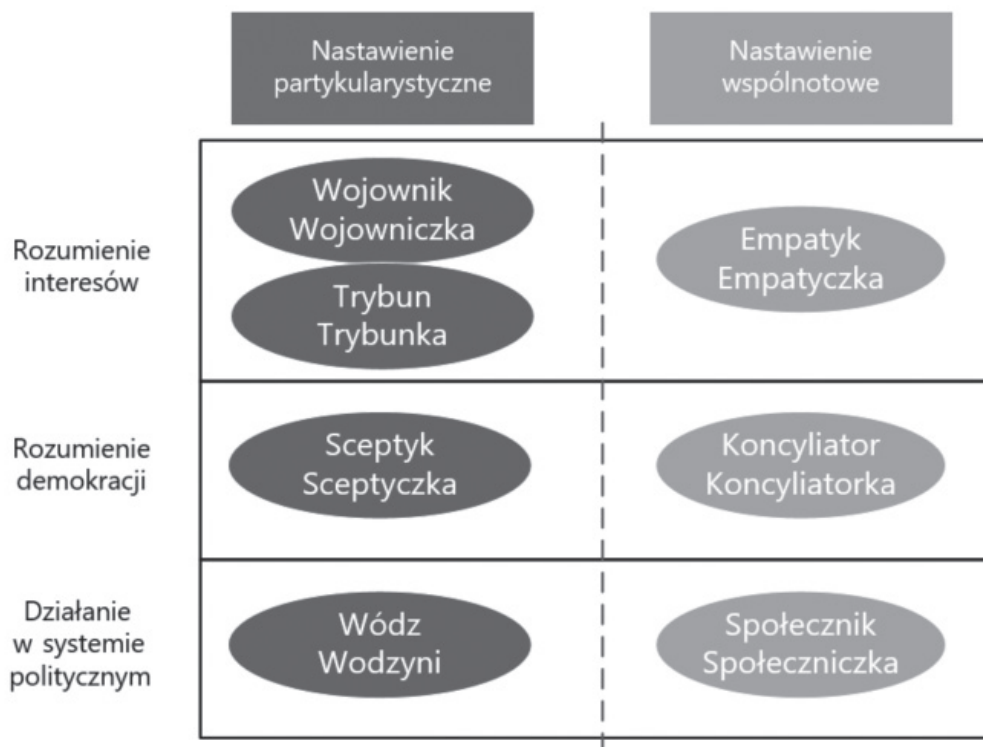 Nastawienie
partykularystyczne
Nastawienie
wspólnotowe
Rozumienie
interesów
Wojownik
Wojowniczka
Trybun
Trybunka
Empatyk
Empatyczka
Rozumienie
demokracji
Sceptyk
Sceptyczka
Koncyliator
Koncyliatorka
Działanie
w systemie
politycznym
Wódz
Wodzyni
Społecznik
Społeczniczka